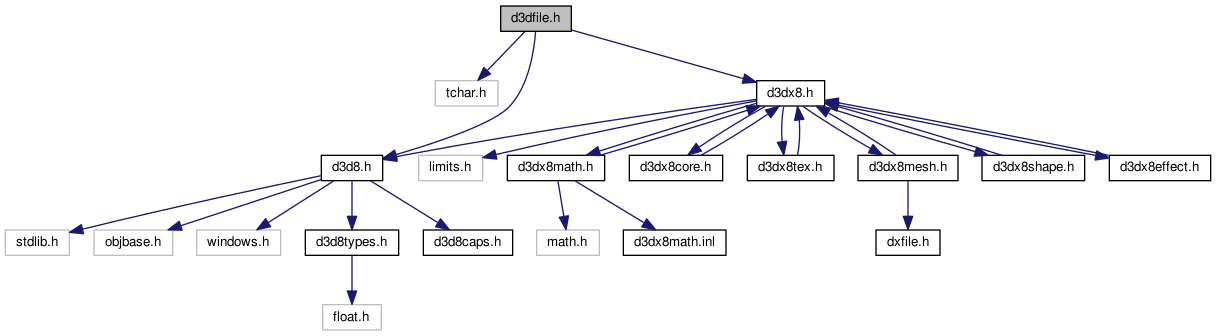 d3dfile.h
tchar.h
d3dx8.h
d3d8.h
limits.h
d3dx8math.h
d3dx8core.h
d3dx8tex.h
d3dx8mesh.h
d3dx8shape.h
d3dx8effect.h
stdlib.h
objbase.h
windows.h
d3d8types.h
d3d8caps.h
math.h
d3dx8math.inl
dxfile.h
float.h